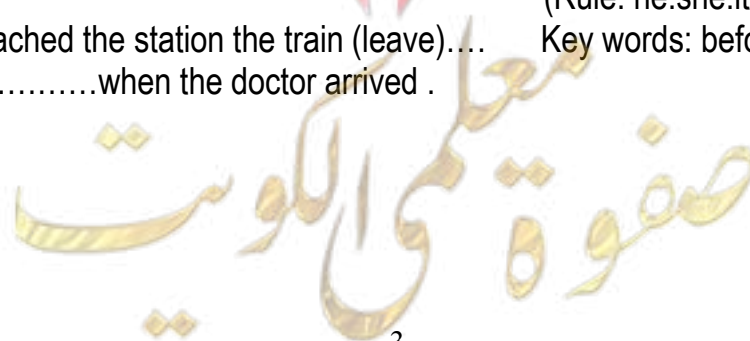 (Rule: he.she.it
ached the station the train (leave)…. Key words: befo
………..when the doctor arrived .
صفوة معلمى الكويت
2